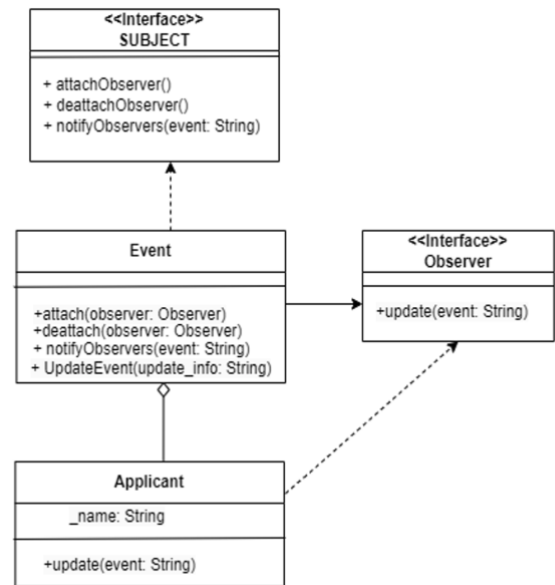 <<Interface>>
SUBJECT
+ attachObserver()
+ deattachObserver()
+ notifyObservers(event: String)
Event
+attach(observer: Observer)
+deattach(observer: Observer)
+ notifyObservers(event: String)
+ UpdateEvent(update_info: String)
<<Interface>>
Observer
+update(event: String)
Applicant
_name: String
+update(event: String)